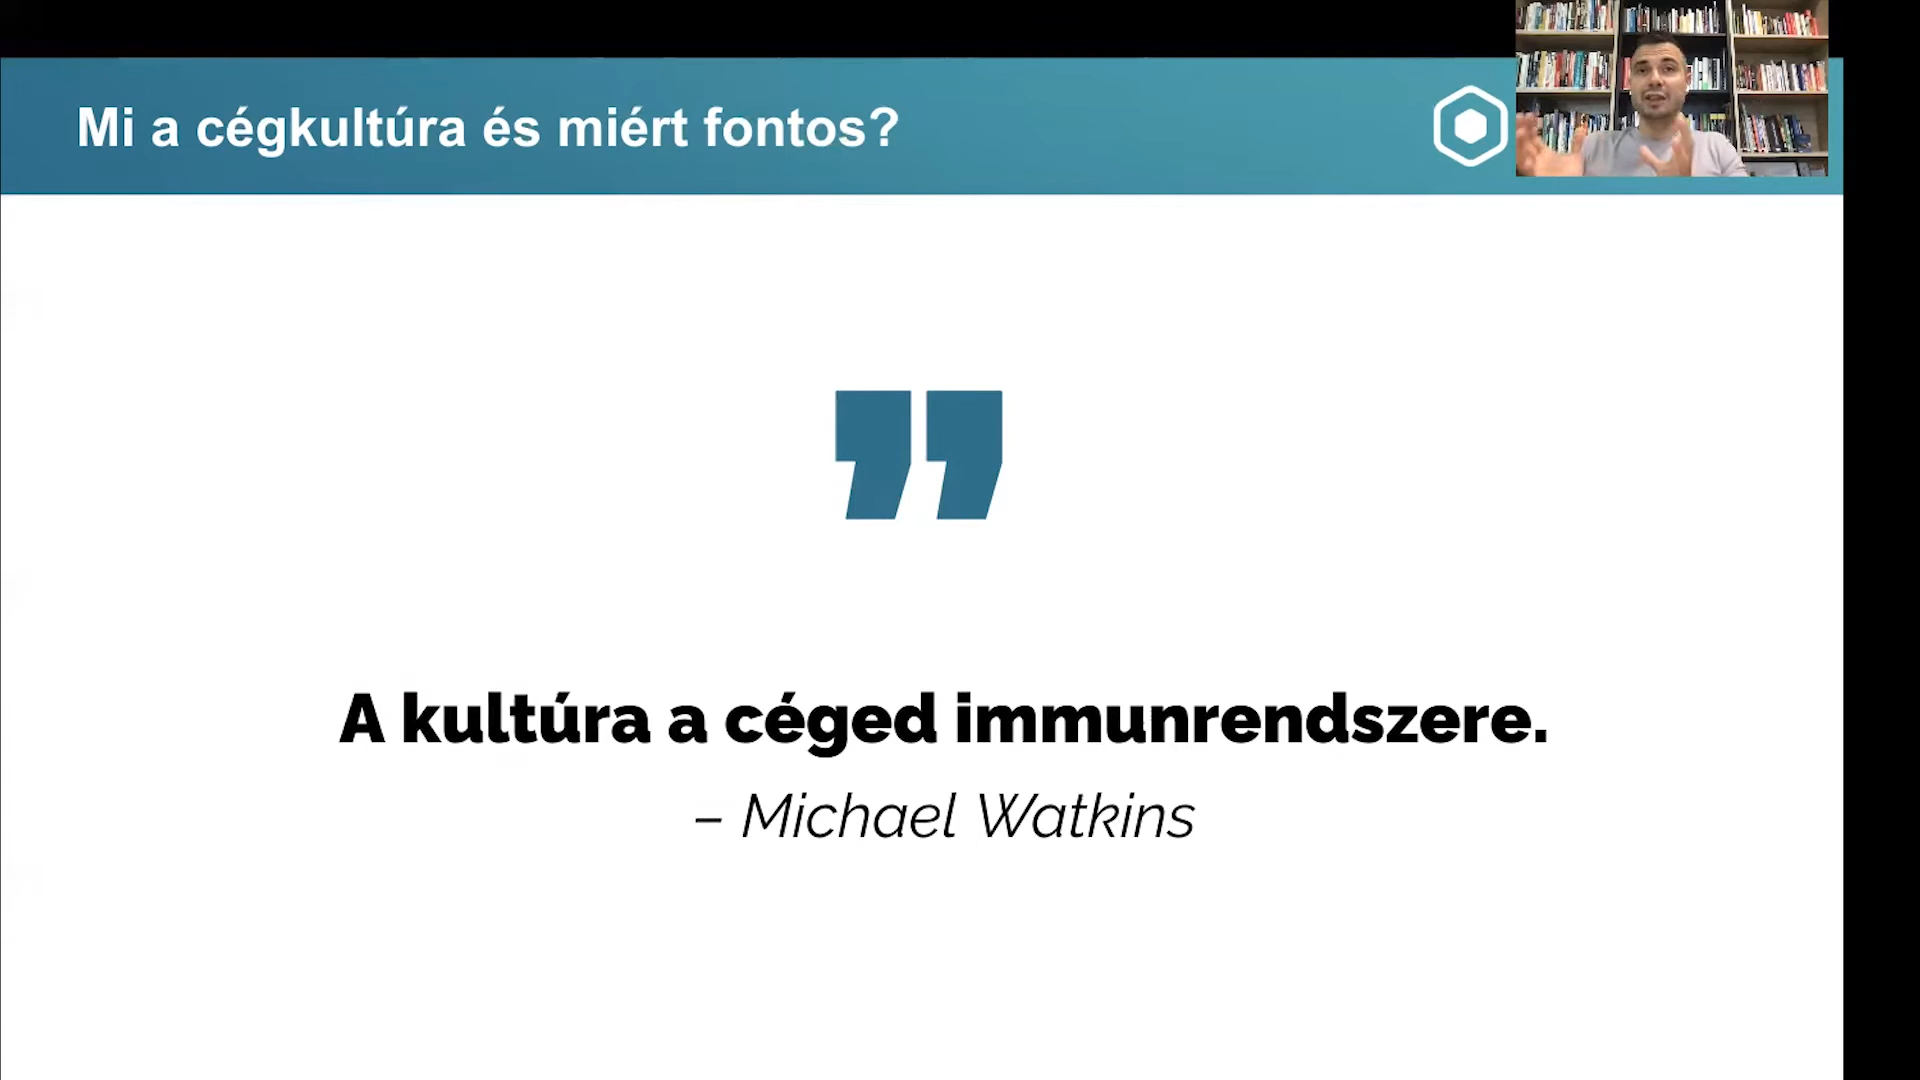 Mi a cégkultúra és miért fontos?
”
A kultúra a céged immunrendszere.
– Michael Watkins